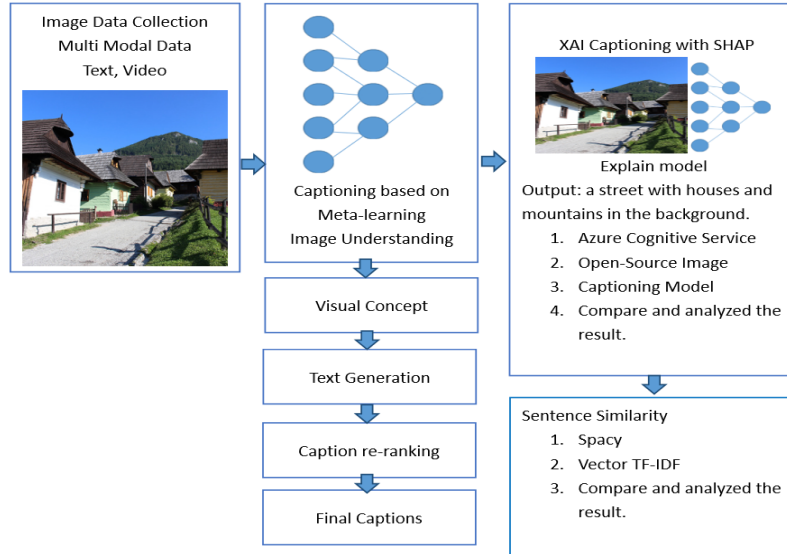 Image Data Collection
Multi Modal Data
Text, Video
Captioning based on
Meta-learning
Image Understanding
Visual Concept
Text Generation
Caption re-ranking
Final Captions
XAI Captioning with SHAP
Explain model
Output: a street with houses and
mountains in the background.
1. Azure Cognitive Service
2. Open-Source Image
3. Captioning Model
4. Compare and analyzed the
result.
Sentence Similarity
1. Spacy
2. Vector TF-IDF
3. Compare and analyzed the
result.